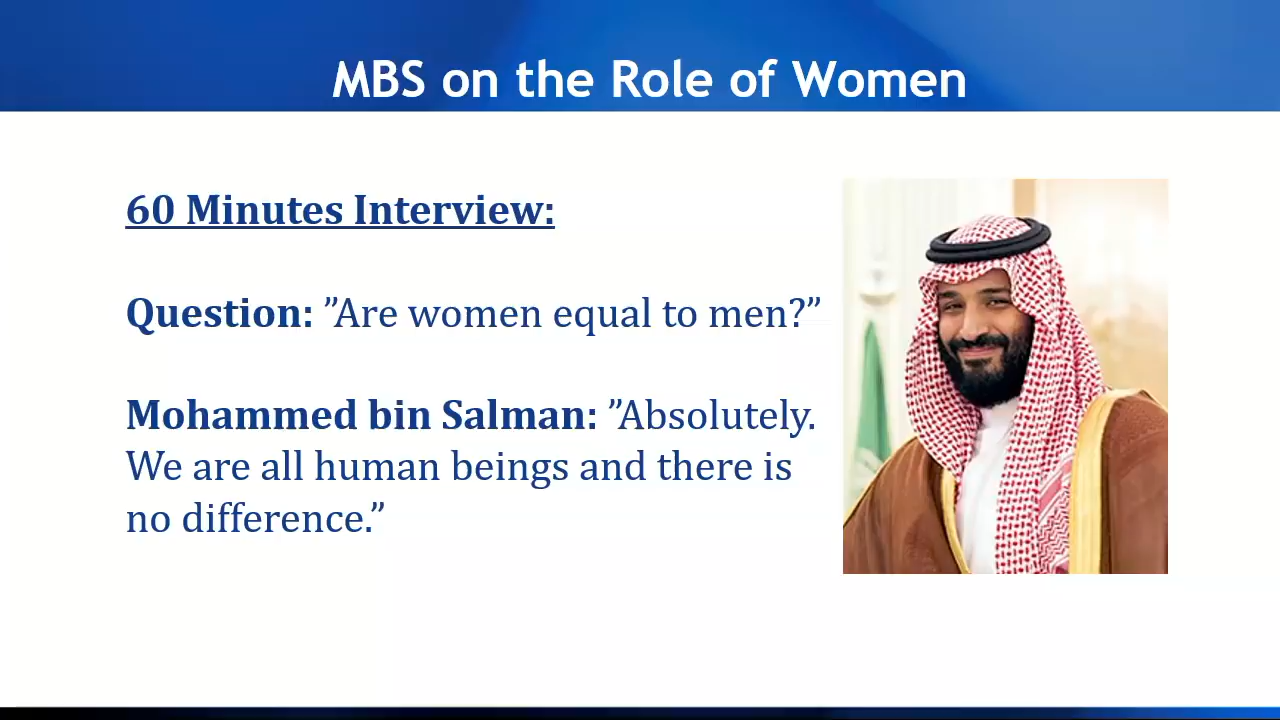 MBS on the Role of Women
60 Minutes Interview:
Question: ”Are women equal to men?”
Mohammed bin Salman: ”Absolutely.
We are all human beings and there is
no difference.”